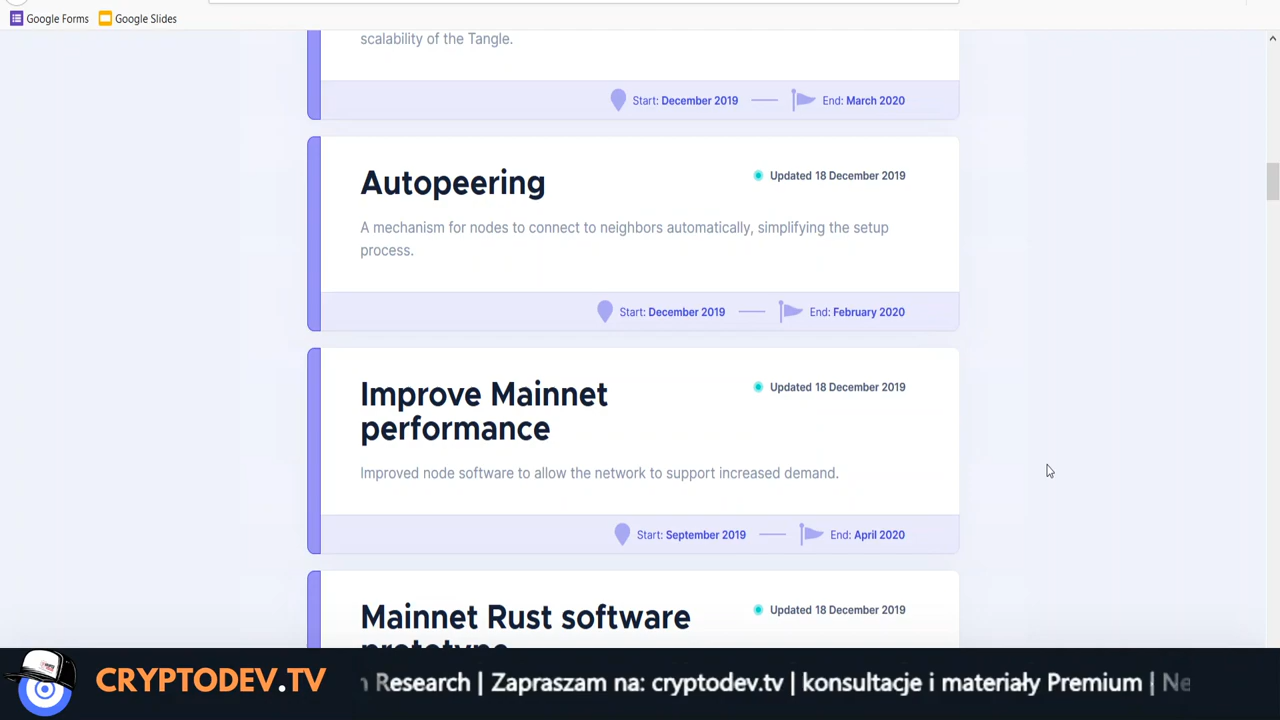 Google Forms
Google Slides
scalability of the Tangle.
Start: December 2019
End: March 2020
Autopeering
Updated 18 December 2019
A mechanism for nodes to connect to neighbors automatically, simplifying the setup
process.
Start: December 2019
End: February 2020
Improve Mainnet
performance
Updated 18 December 2019
Improved node software to allow the network to support increased demand.
Start: September 2019
End: April 2020
Mainnet Rust software
prototype
Updated 18 December 2019
CRYPTODEV.TV
Research | Zapraszam na: cryptodev.tv | konsultacje i materiały Premium | Ne